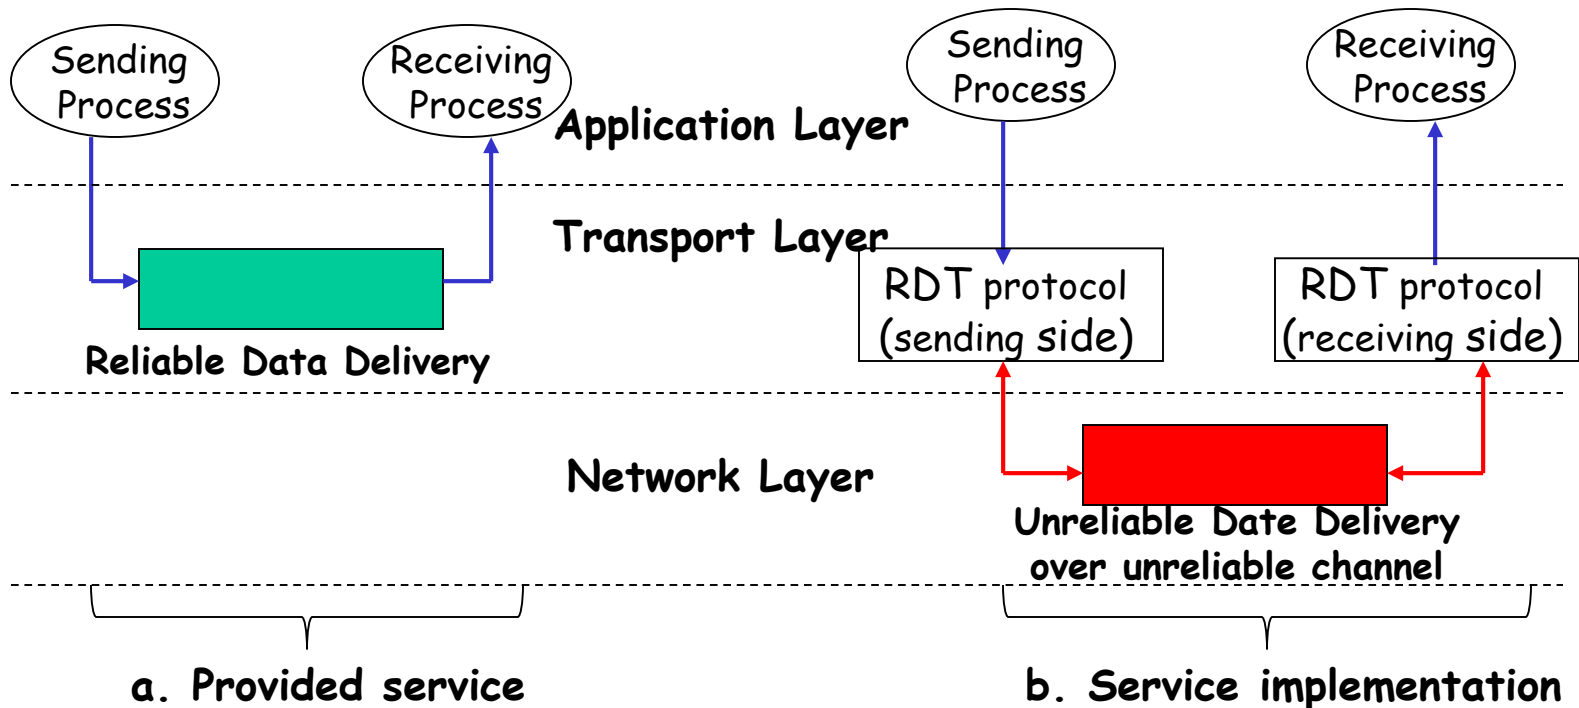 Sending
Process
Receiving
Process
Sending
Process
Receiving
Process
Application Layer
Transport Layer
RDT protocol
(sending side)
RDT protocol
(receiving side)
Reliable Data Delivery
Network Layer
Unreliable Date Delivery
over unreliable channel
a. Provided service
b. Service implementation